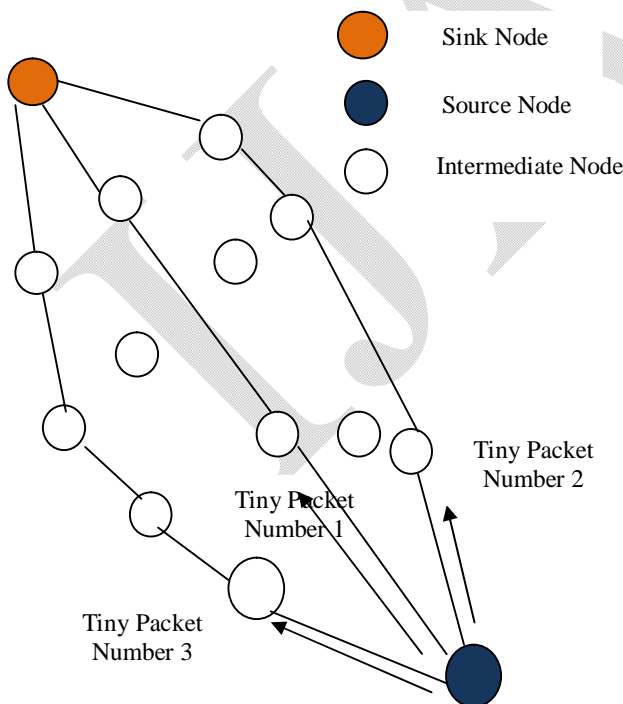 Sink Node
Source Node
Intermediate Node
Tiny Packet
Number 2
Tiny Packet
Number 1
Tiny Packet
Number 3